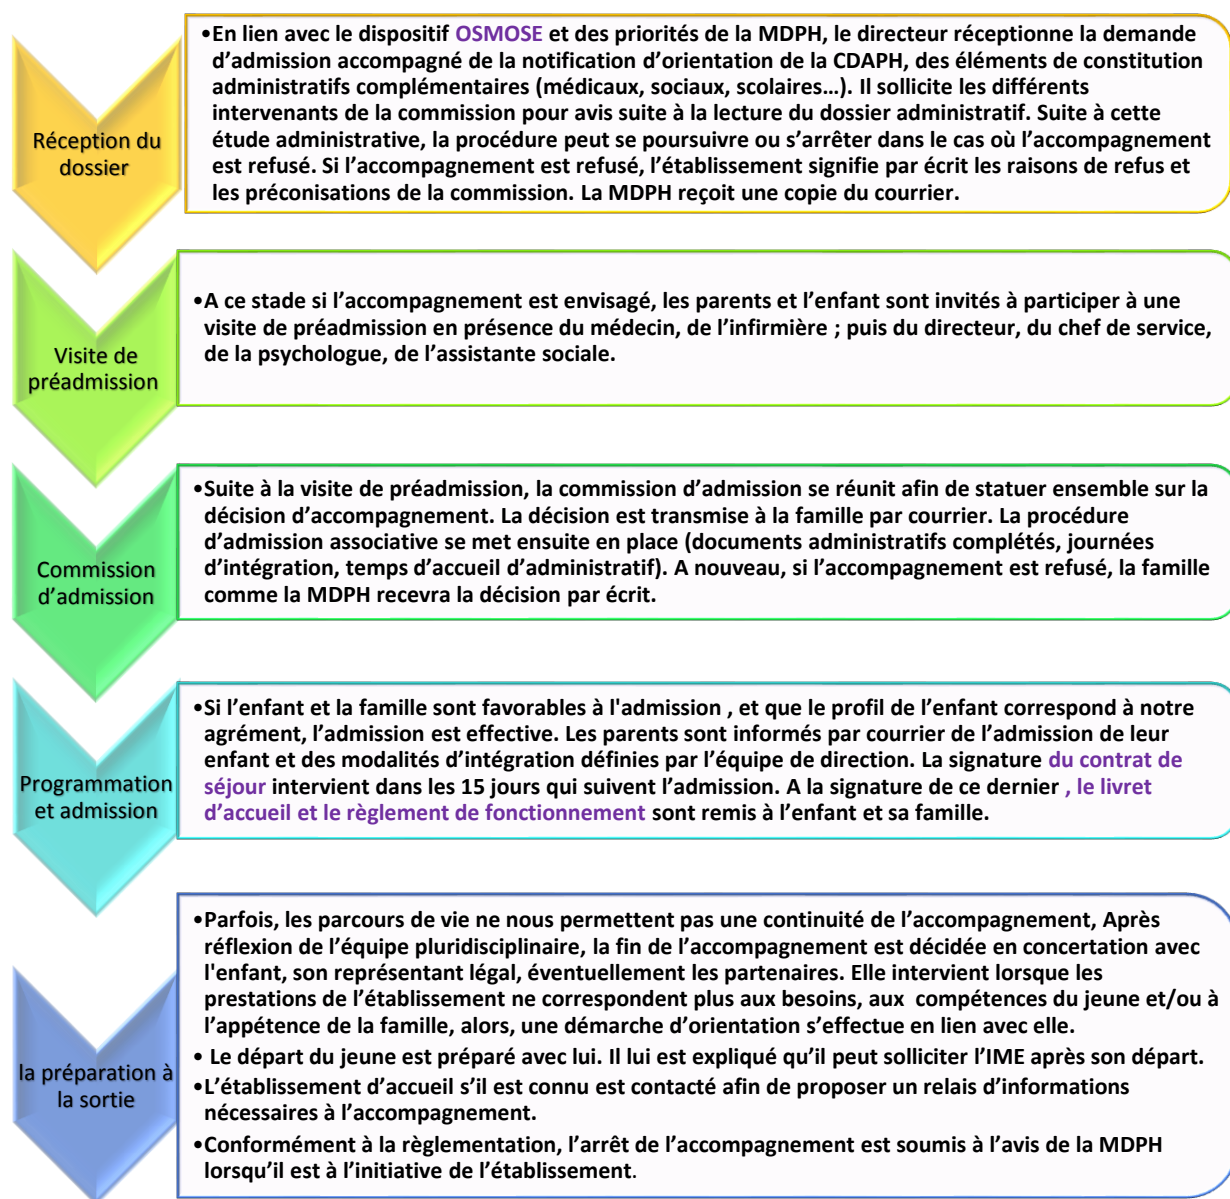 Réception du
dossier
•En lien avec le dispositif OSMOSE et des priorités de la MDPH, le directeur réceptionne la demande
d’admission accompagné de la notification d’orientation de la CDAPH, des éléments de constitution
administratifs complémentaires (médicaux, sociaux, scolaires…). Il sollicite les différents
intervenants de la commission pour avis suite à la lecture du dossier administratif. Suite à cette
étude administrative, la procédure peut se poursuivre ou s’arrêter dans le cas où l’accompagnement
est refusé. Si l’accompagnement est refusé, l’établissement signifie par écrit les raisons de refus et
les préconisations de la commission. La MDPH reçoit une copie du courrier.
Visite de
préadmission
•A ce stade si l’accompagnement est envisagé, les parents et l’enfant sont invités à participer à une
visite de préadmission en présence du médecin, de l’infirmière ; puis du directeur, du chef de service,
de la psychologue, de l’assistante sociale.
Commission
d’admission
•Suite à la visite de préadmission, la commission d’admission se réunit afin de statuer ensemble sur la
décision d’accompagnement. La décision est transmise à la famille par courrier. La procédure
d’admission associative se met ensuite en place (documents administratifs complétés, journées
d’intégration, temps d’accueil d’administratif). A nouveau, si l’accompagnement est refusé, la famille
comme la MDPH recevra la décision par écrit.
Programmation
et admission
•Si l’enfant et la famille sont favorables à l'admission , et que le profil de l’enfant correspond à notre
agrément, l’admission est effective. Les parents sont informés par courrier de l’admission de leur
enfant et des modalités d’intégration définies par l’équipe de direction. La signature du contrat de
séjour intervient dans les 15 jours qui suivent l’admission. A la signature de ce dernier , le livret
d’accueil et le règlement de fonctionnement sont remis à l’enfant et sa famille.
la préparation à
la sortie
•Parfois, les parcours de vie ne nous permettent pas une continuité de l’accompagnement, Après
réflexion de l’équipe pluridisciplinaire, la fin de l’accompagnement est décidée en concertation avec
l'enfant, son représentant légal, éventuellement les partenaires. Elle intervient lorsque les
prestations de l’établissement ne correspondent plus aux besoins, aux compétences du jeune et/ou à
l’appétence de la famille, alors, une démarche d’orientation s’effectue en lien avec elle.
• Le départ du jeune est préparé avec lui. Il lui est expliqué qu’il peut solliciter l’IME après son départ.
•L’établissement d’accueil s’il est connu est contacté afin de proposer un relais d’informations
nécessaires à l’accompagnement.
•Conformément à la règlementation, l’arrêt de l’accompagnement est soumis à l’avis de la MDPH
lorsqu’il est à l’initiative de l’établissement.